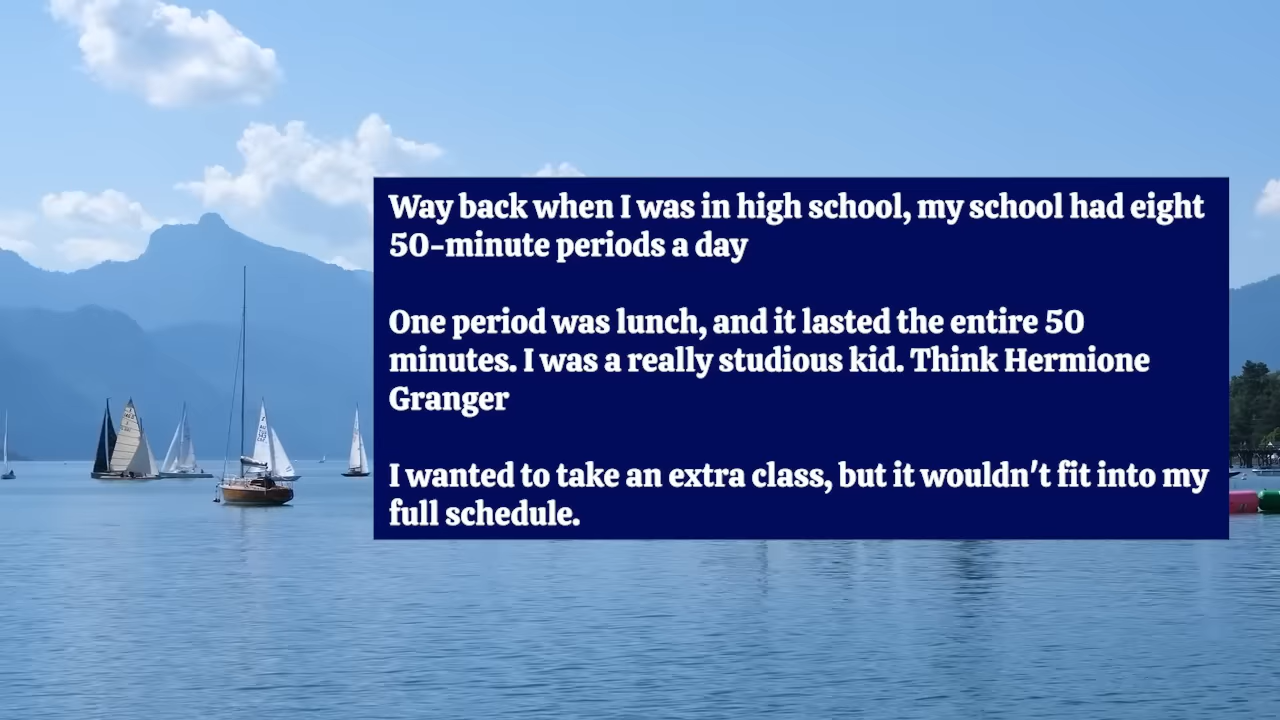 Way back when I was in high school, my school had eight
50-minute periods a day
One period was lunch, and it lasted the entire 50
minutes. I was a really studious kid. Think Hermione
Granger
I wanted to take an extra class, but it wouldn't fit into my
full schedule.